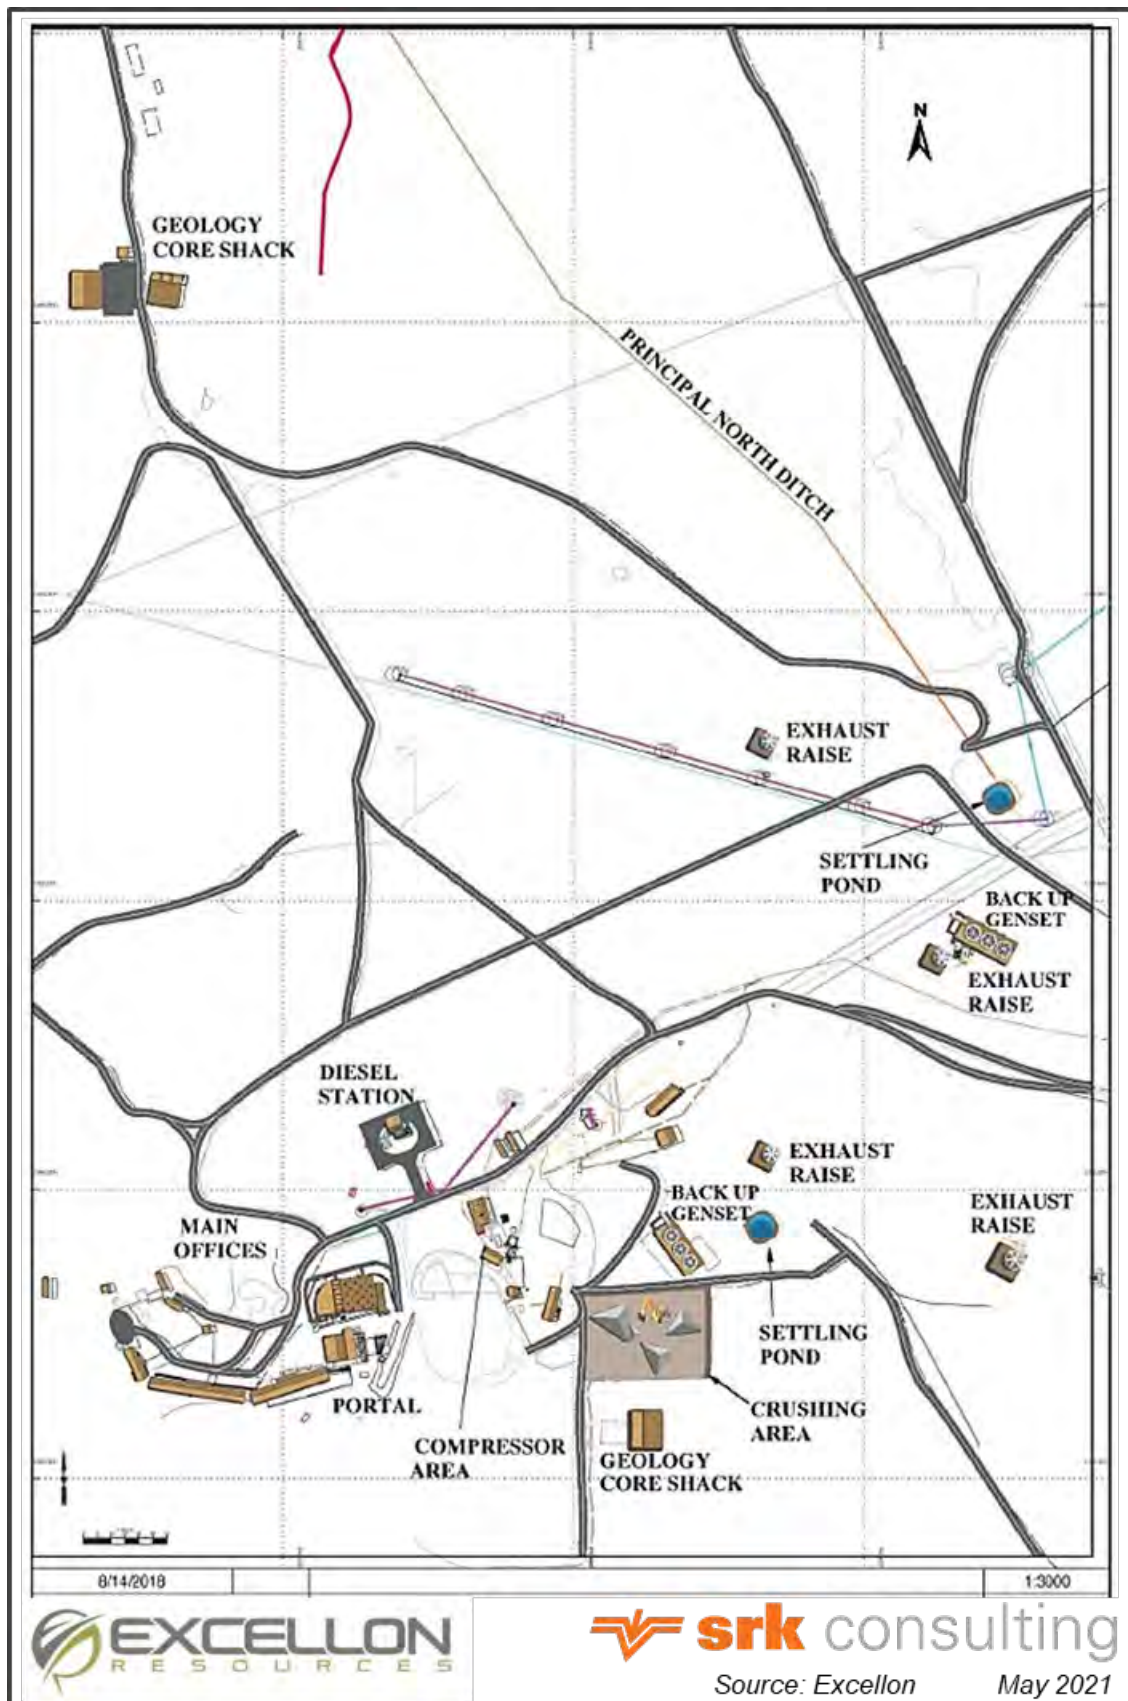 N
GEOLOGY
CORE SHACK
PRINCIPAL NORTH DITCH
EXHAUST
RAISE
SETTLING
POND
BACK UP
GENSET
EXHAUST
RAISE
DIESEL
STATION
EXHAUST
RAISE
BACK UP
GENSET
EXHAUST
RAISE
MAIN
OFFICES
SETTLING
POND
PORTAL
CRUSHING
AREA
COMPRESSOR
AREA
GEOLOGY
CORE SHACK
8/14/2018
1:3000
EXCELLON
RESOURCES
srk consulting
Source: Excellon May 2021